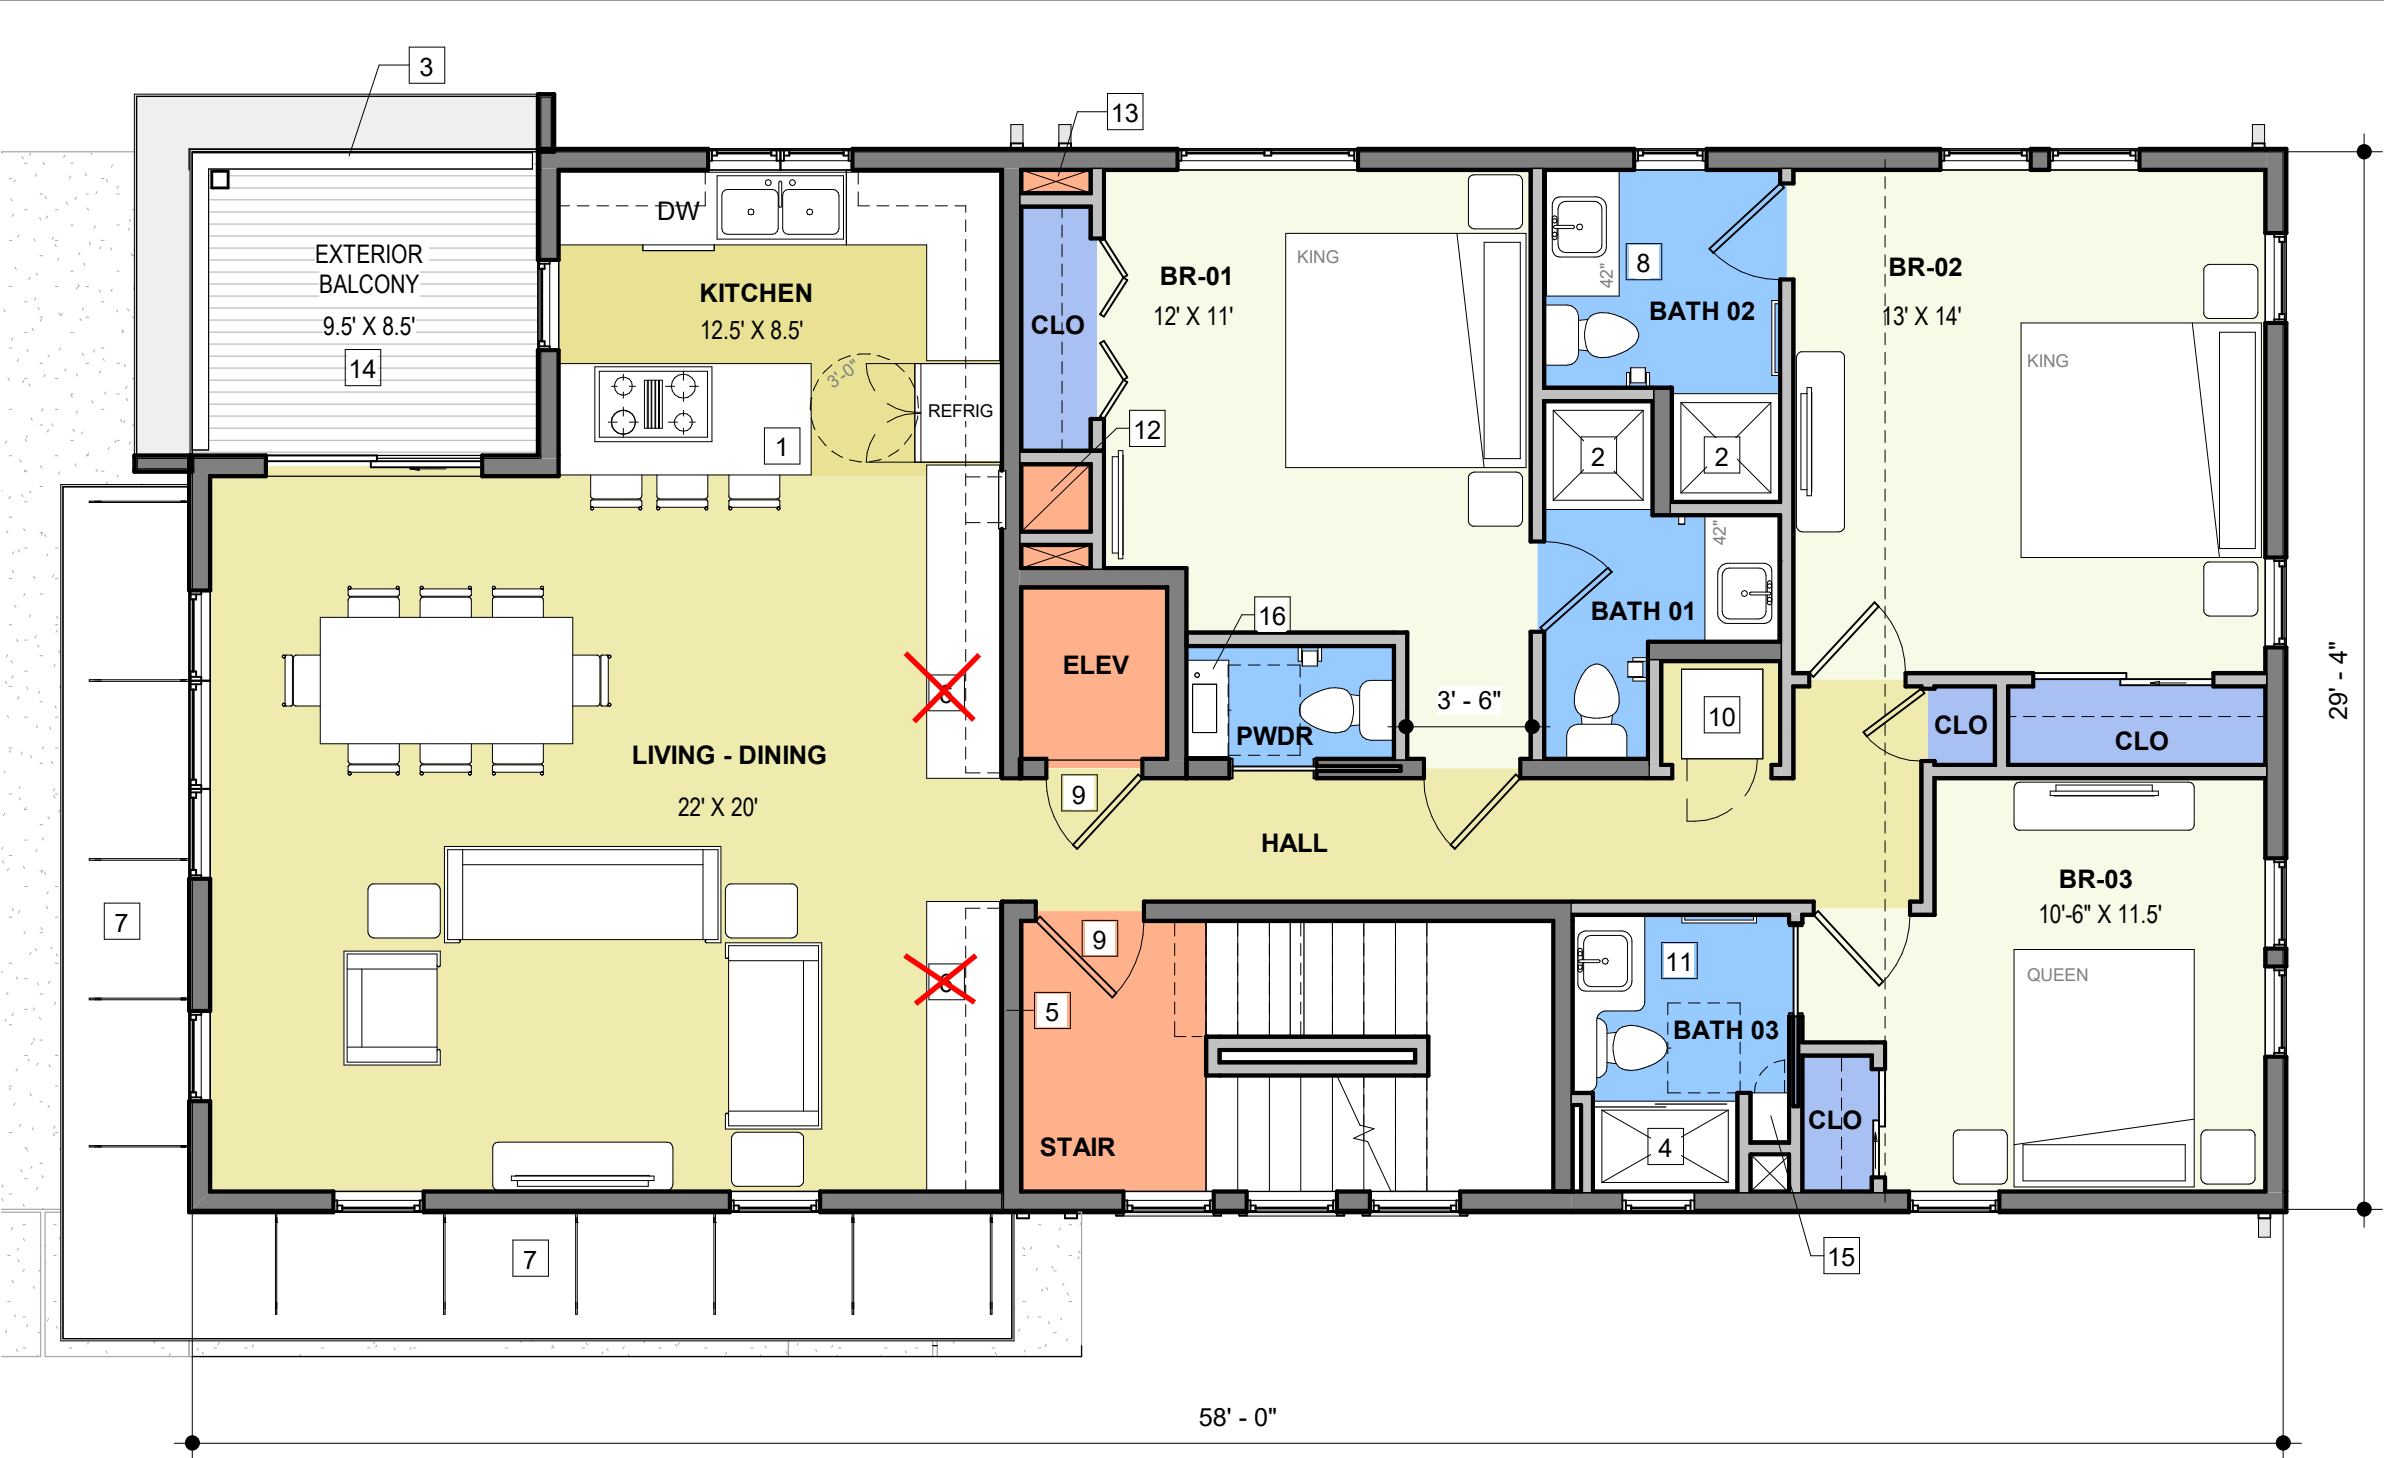 3
13
EXTERIOR
BALCONY
9.5' X 8.5'
14
DW
KITCHEN
12.5' X 8.5'
3'-0"
REFRIG
1
CLO
12
BR-01
12' X 11'
KING
42"
8
BATH 02
2
2
BR-02
13' X 14'
KING
42"
BATH 01
16
ELEV
PWDR
3' - 6"
10
CLO
CLO
29' - 4"
LIVING - DINING
22' X 20'
9
HALL
7
9
5
STAIR
11
BATH 03
4
CLO
BR-03
10'-6" X 11.5'
QUEEN
7
15
58' - 0"